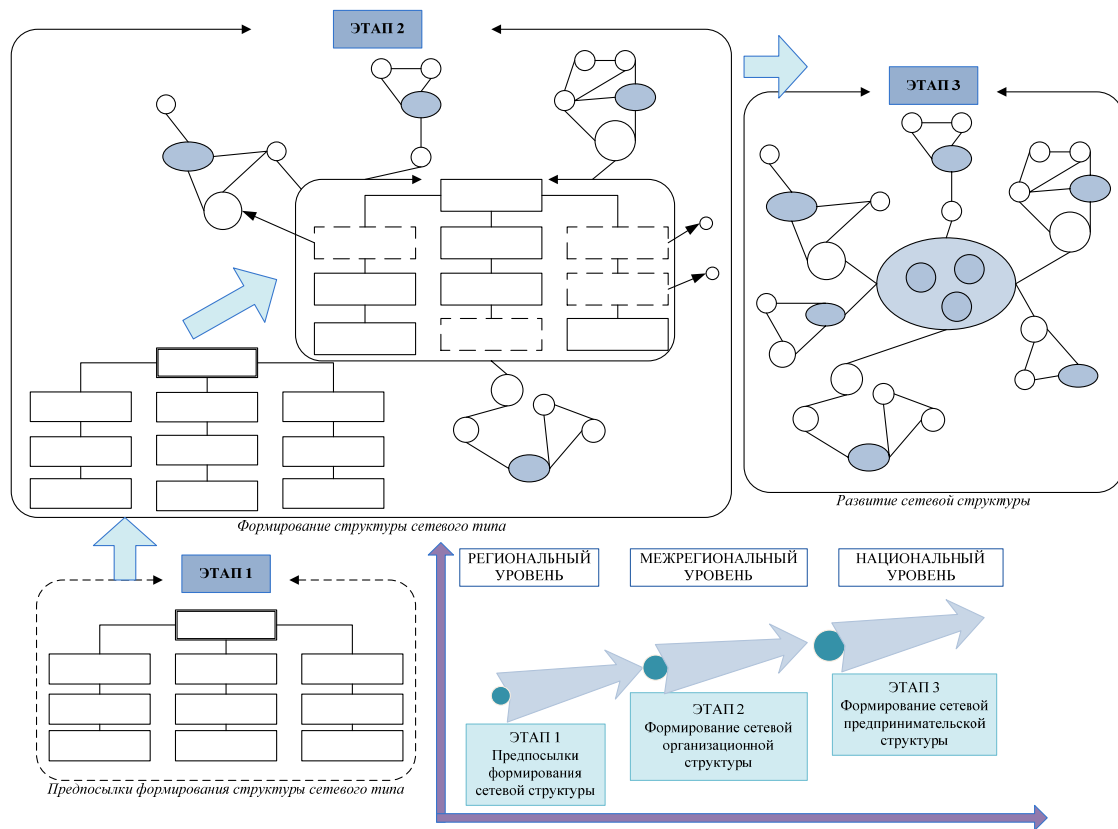 ЭТАП 2
ЭТАП 3
Развитие сетевой структуры
Формирование структуры сетевого типа
ЭТАП 1
Предпосылки формирования структуры сетевого типа
РЕГИОНАЛЬНЫЙ
УРОВЕНЬ
МЕЖРЕГИОНАЛЬНЫЙ
УРОВЕНЬ
НАЦИОНАЛЬНЫЙ
УРОВЕНЬ
ЭТАП 1
Предпосылки
формирования
сетевой структуры
ЭТАП 2
Формирование сетевой
организационной
структуры
ЭТАП 3
Формирование сетевой
предпринимательской
структуры